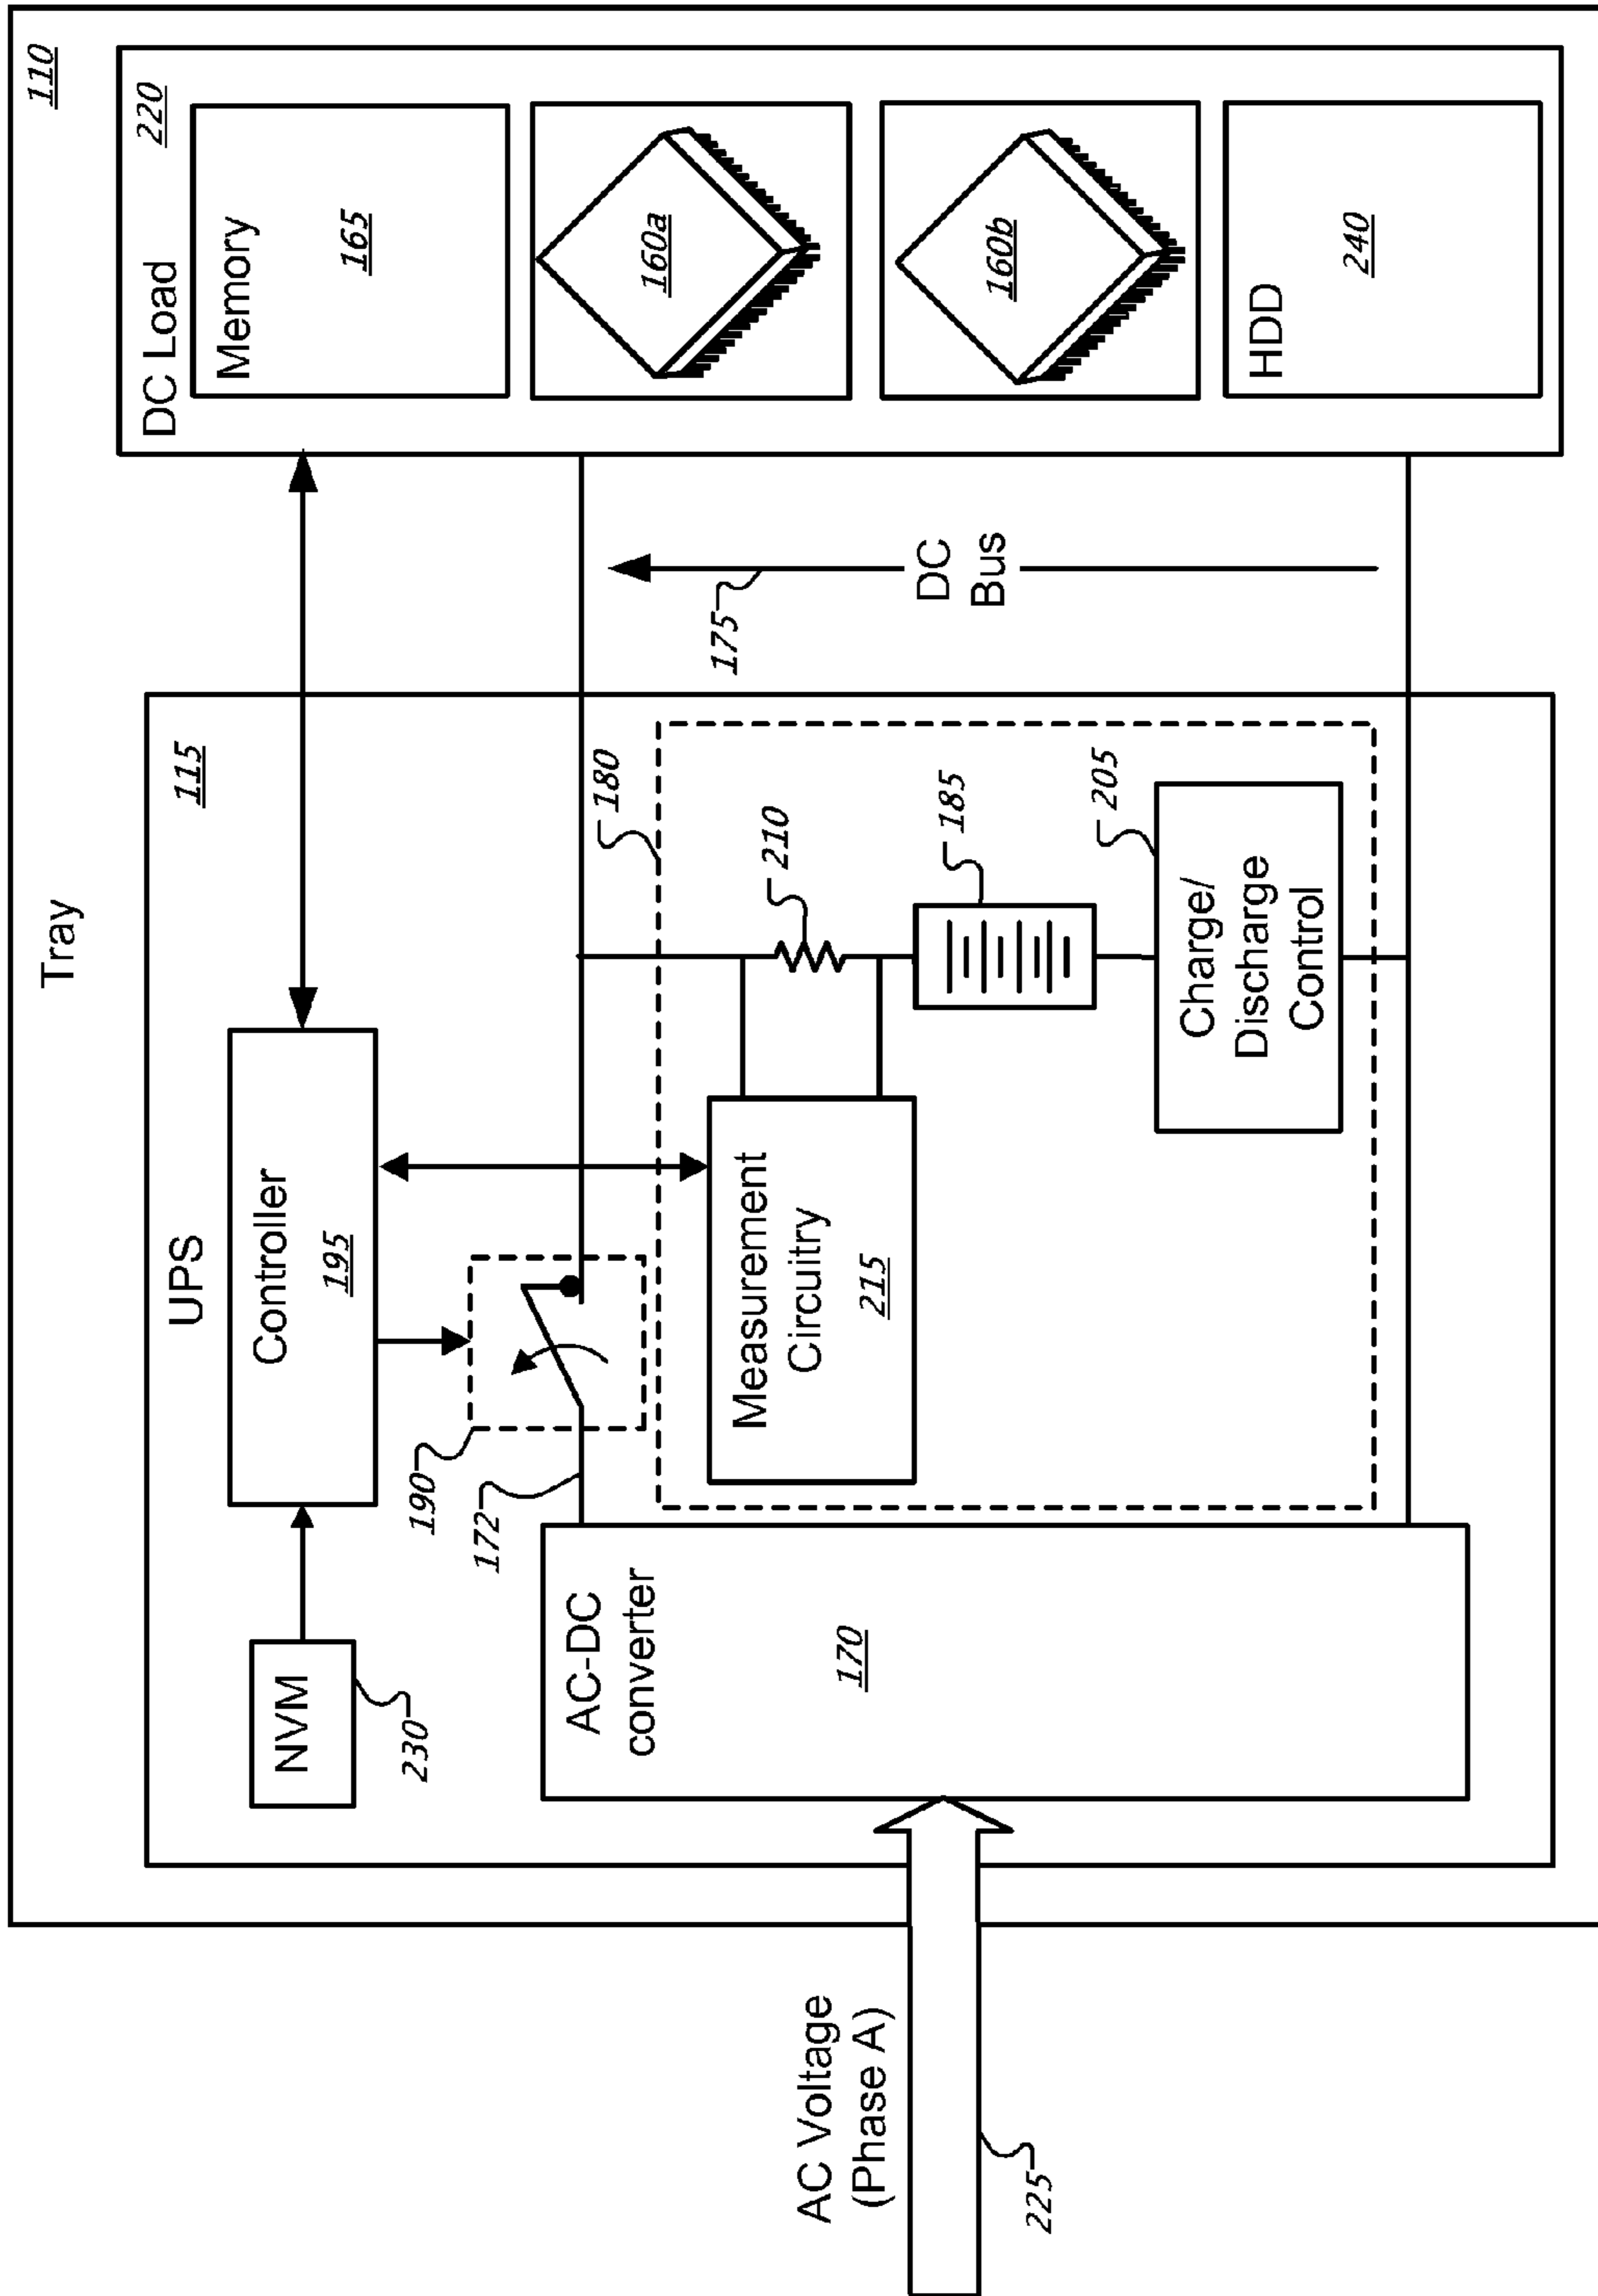 Tray
110
UPS
115
DC Load
220
NVM
230
Controller
195
Memory
165
190
172
180
AC-DC
converter
170
Measurement
Circuitry
215
210
185
205
Charge/
Discharge
Control
175
DC
Bus
160a
160b
HDD
240
AC Voltage
(Phase A)
225